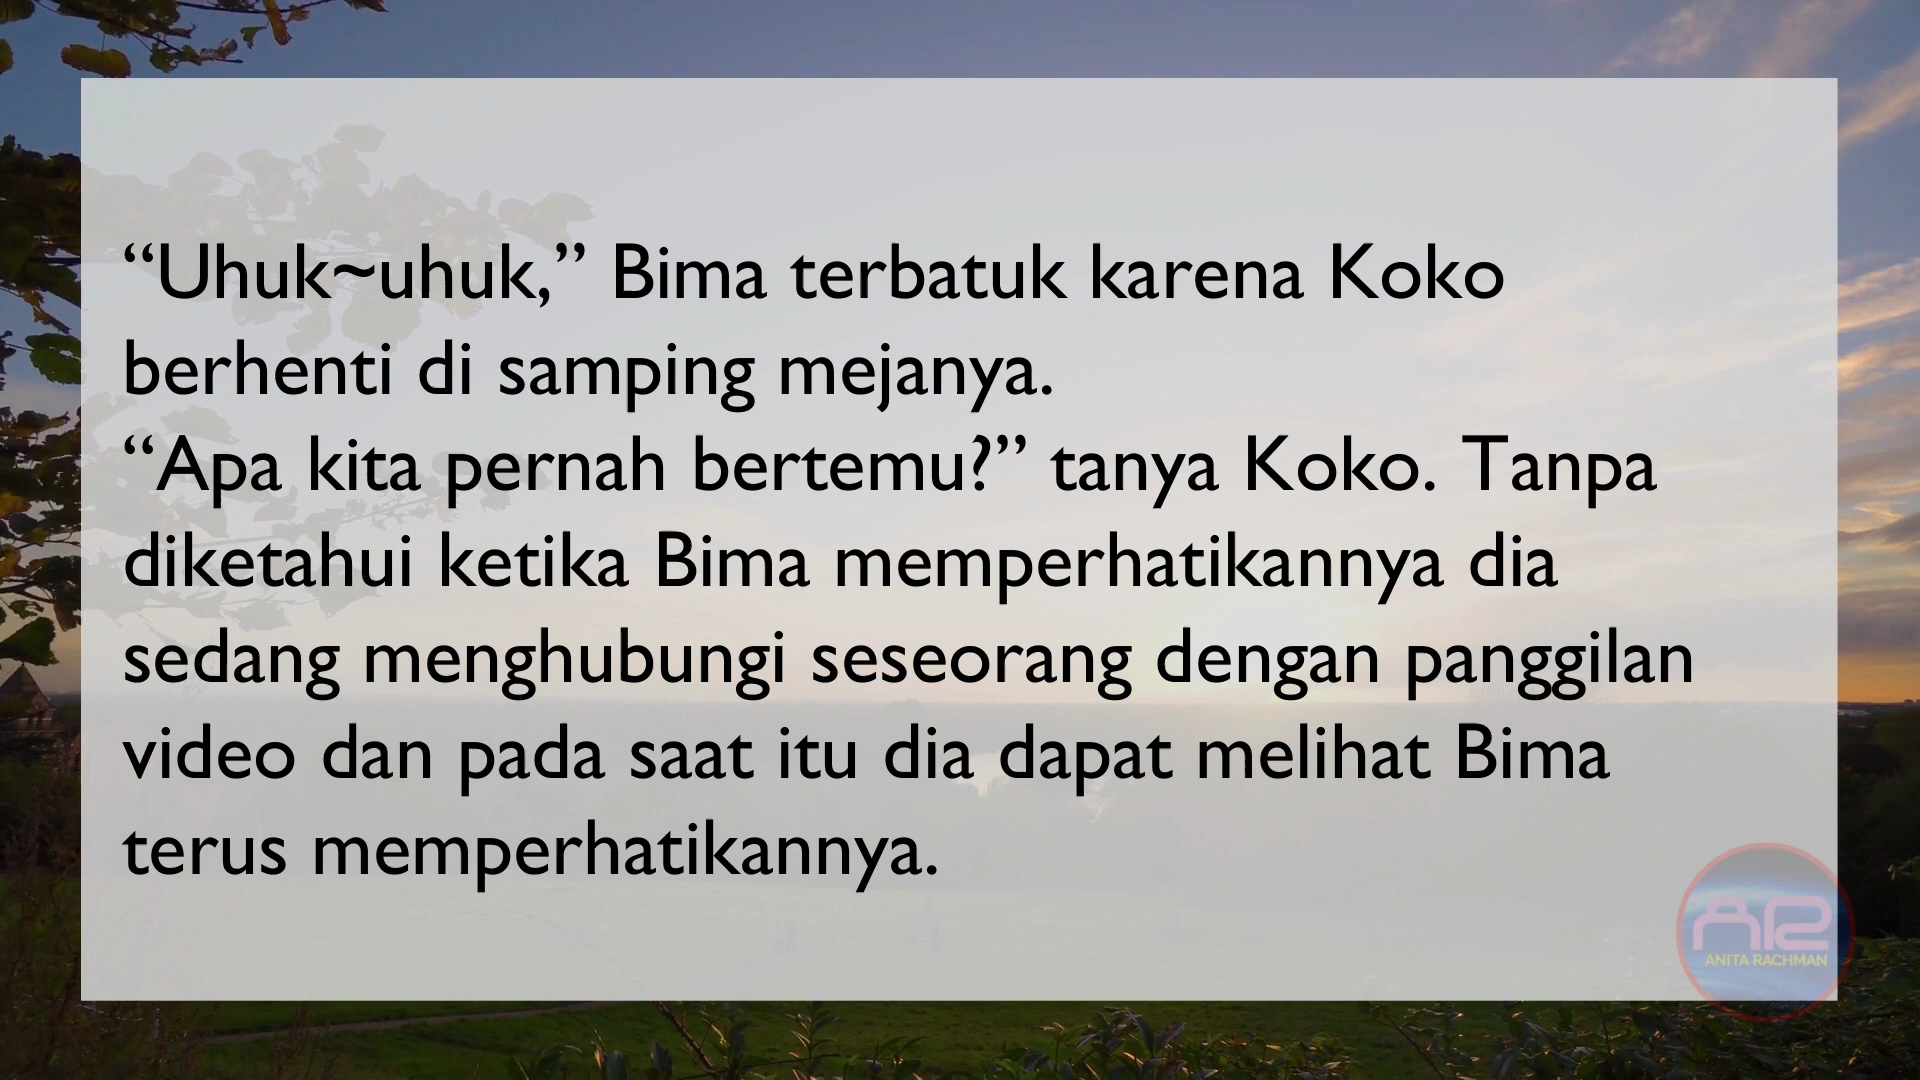 “Uhuk~uhuk,” Bima terbatuk karena Koko
berhenti di samping mejanya.
“Apa kita pernah bertemu?” tanya Koko. Tanpa
diketahui ketika Bima memperhatikannya dia
sedang menghubungi seseorang dengan panggilan
video dan pada saat itu dia dapat melihat Bima
terus memperhatikannya.
AR
ANITA RACHMAN